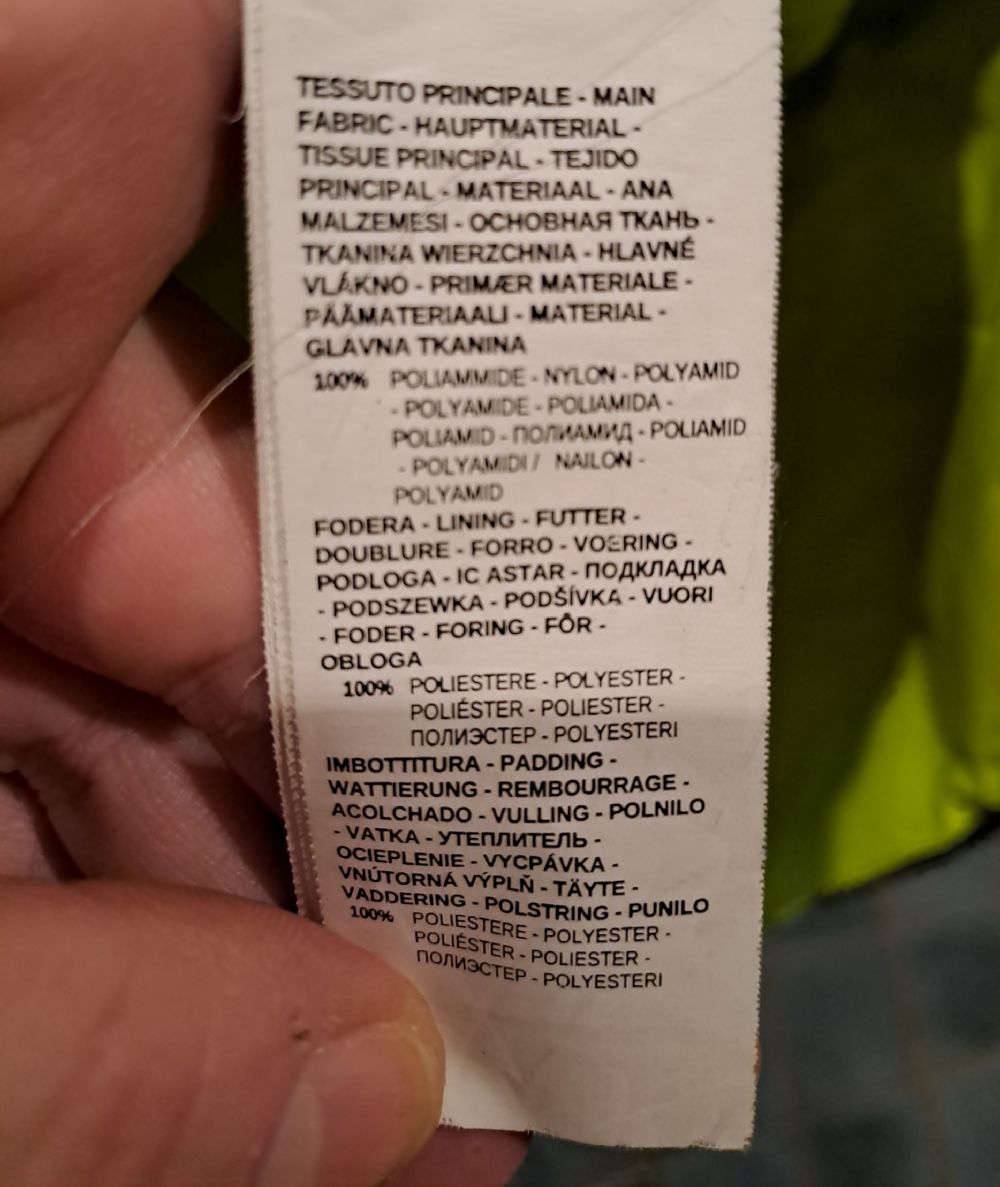 TESSUTO PRINCIPALE - MAIN
FABRIC - HAUPTMATERIAL -
TISSUE PRINCIPAL - TEJIDO
PRINCIPAL - MATERIAAL - ANA
MALZEMESI - ОСНОВНАЯ ТКАНЬ -
TKANINA WIERZCHNIA - HLAVNÉ
VLÁKNO - PRIMÆR MATERIALE -
PÄÄMATERIAALI - MATERIAL -
GLAVNA TKANINA
100% POLIAMMIDE - NYLON - POLYAMID
- POLYAMIDE - POLIAMIDA -
POLIAMID - ПОЛИАМИД - POLIAMID
- POLYAMIDI / NAILON -
POLYAMID
FODERA - LINING - FUTTER -
DOUBLURE - FORRO - VOERING -
PODLOGA - IC ASTAR - ПОДКЛАДКА
- PODSZEWKA - PODŠÍVKA - VUORI
- FODER - FORING - FÔR -
OBLOGA
100% POLIESTERE - POLYESTER -
POLIÉSTER - POLIESTER -
ПОЛИЭСТЕР - POLYESTERI
IMBOTTITURA - PADDING -
WATTIERUNG - REMBOURRAGE -
ACOLCHADO - VULLING - POLNILO
- VATKA - УТЕПЛИТЕЛЬ -
OCIEPLENIE - VYCPÁVKA -
VNÚTORNÁ VÝPLŇ - TÄYTE -
VADDERING - POLSTRING - PUNILO
100% POLIESTERE - POLYESTER -
POLIÉSTER - POLIESTER -
ПОЛИЭСТЕР - POLYESTERI